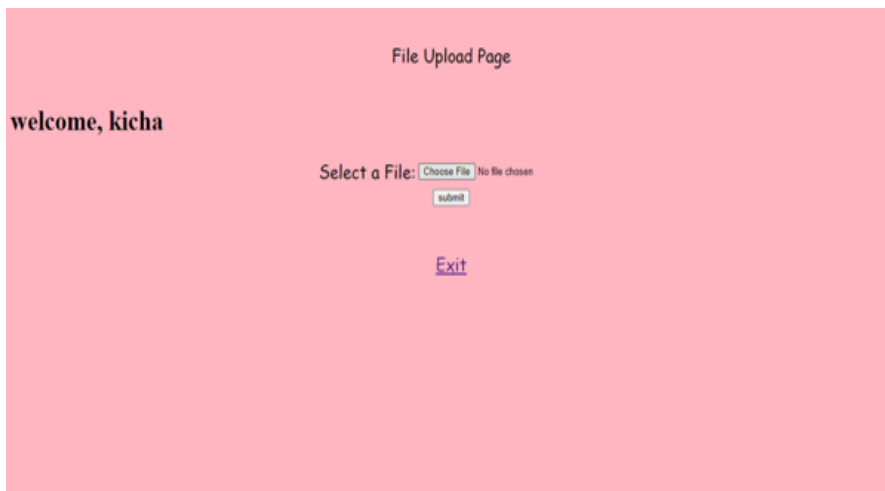 File Upload Page
welcome, kicha
Select a File: Choose File No file chosen
submit
Exit